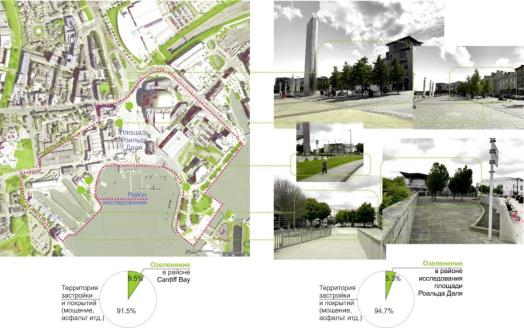 Площадь
Роальда
Даля
Район
исследования
Озеленение
в районе
Cardiff Bay
9.5%
Территория
застройки
и покрытий
(мощение,
асфальт итд.)
91.5%
Озеленение
в районе
исследования
площади
Роальда Даля
5.3%
Территория
застройки
и покрытий
(мощение,
асфальт итд.)
94.7%